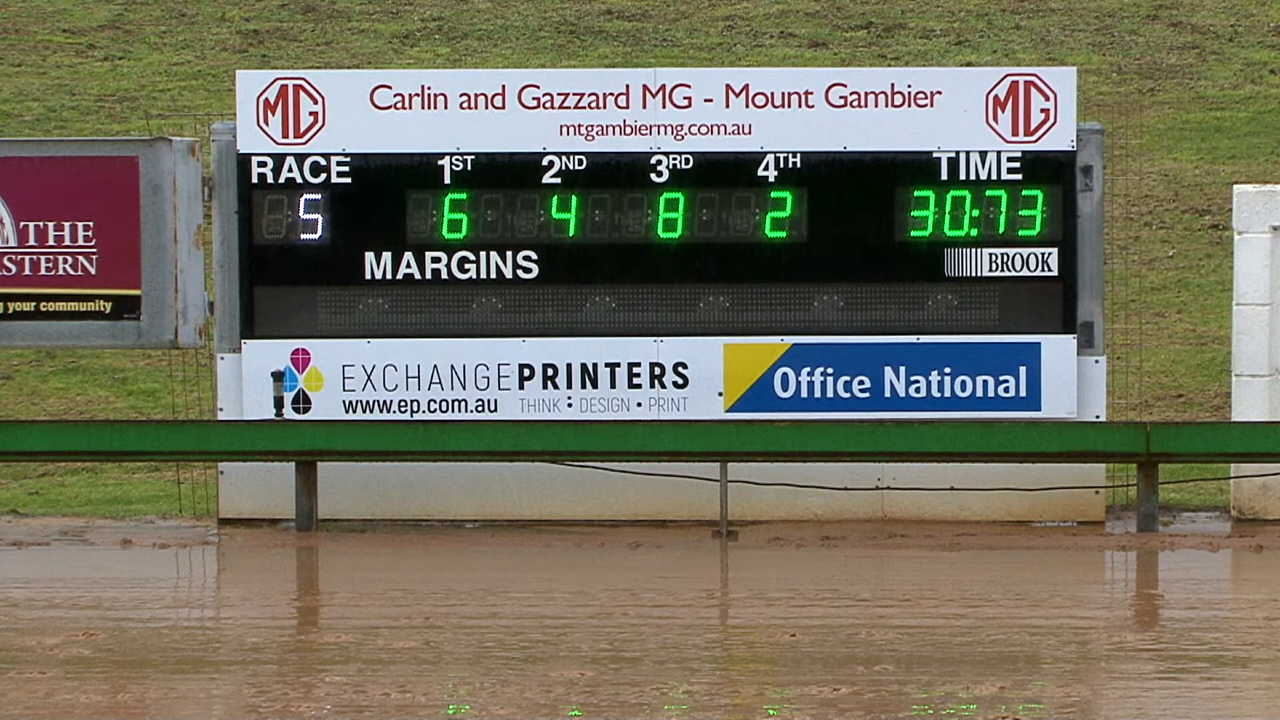 MG Carlin and Gazzard MG - Mount Gambier MG
mtgambiermg.com.au
RACE 1ST 2ND 3RD 4TH TIME
5 6 4 8 2 30:73
MARGINS BROOK
THE
STERN
your community
EXCHANGEPRINTERS
www.ep.com.au THINK : DESIGN • PRINT
Office National